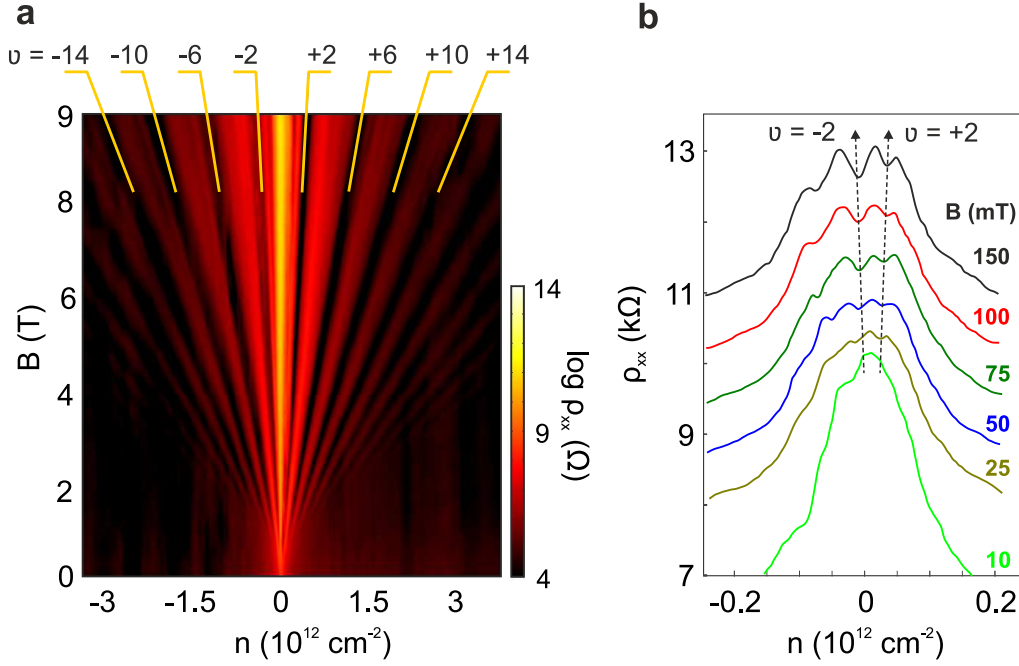 a
υ = -14 -10 -6 -2 +2 +6 +10 +14
9
8
6
4
2
0
B (T)
-3 -1.5 0 1.5 3
n (10¹² cm⁻²)
14
9
4
log ρxx (Ω)
b
υ = -2 υ = +2
B (mT)
150
100
75
50
25
10
13
11
9
7
ρxx (kΩ)
-0.2 0 0.2
n (10¹² cm⁻²)